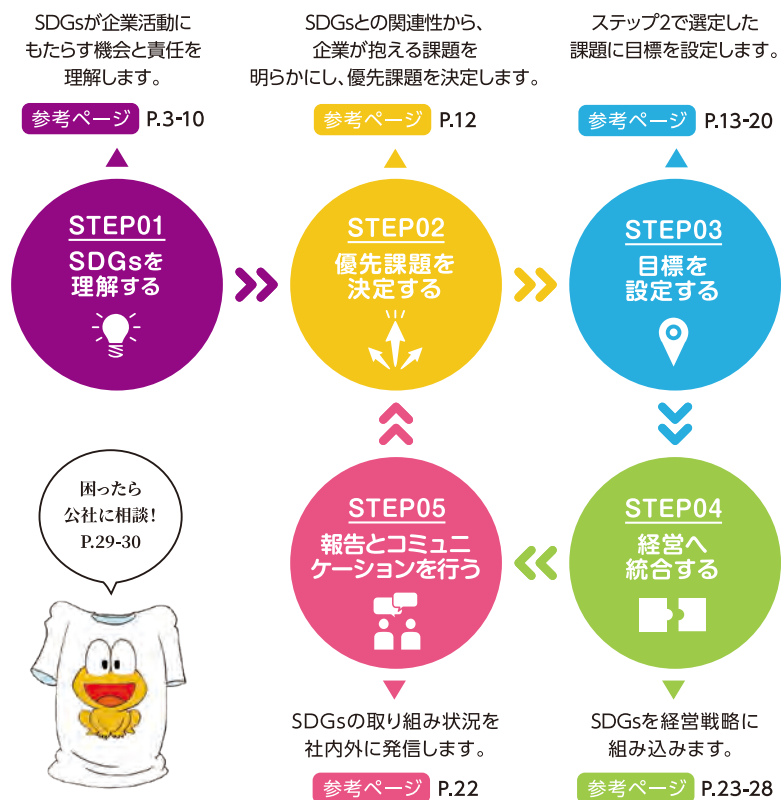 SDGsが企業活動に
もたらす機会と責任を
理解します。
参考ページ P.3-10
STEP01
SDGsを
理解する
SDGsとの関連性から、
企業が抱える課題を
明らかにし、優先課題を決定します。
参考ページ P.12
STEP02
優先課題を
決定する
ステップ2で選定した
課題に目標を設定します。
参考ページ P.13-20
STEP03
目標を
設定する
STEP04
経営へ
統合する
SDGsを経営戦略に
組み込みます。
参考ページ P.23-28
STEP05
報告とコミュニ
ケーションを行う
SDGsの取り組み状況を
社内外に発信します。
参考ページ P.22
困ったら
公社に相談!
P.29-30